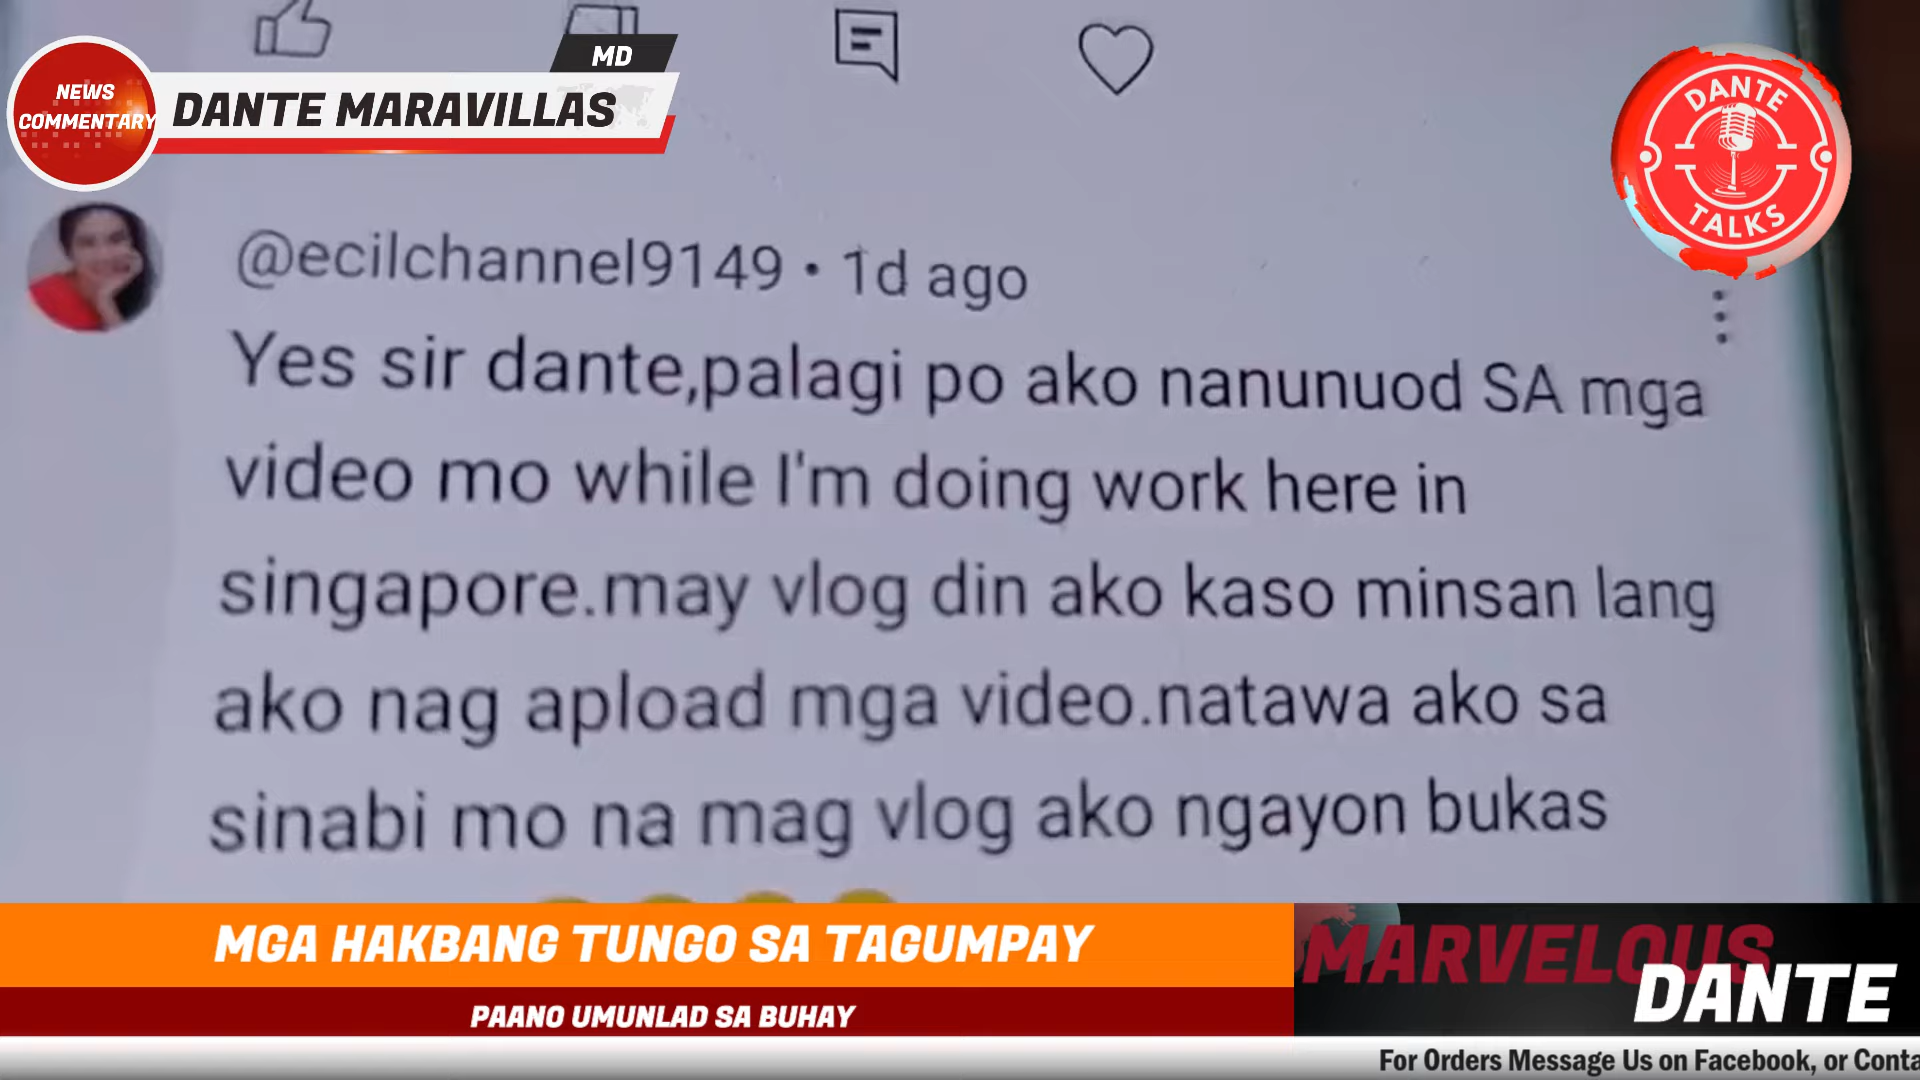 MD
NEWS
COMMENTARY
DANTE MARAVILLAS
DANTE
TALKS
@ecilchannel9149 • 1d ago
Yes sir dante,palagi po ako nanunuod SA mga
video mo while I'm doing work here in
singapore.may vlog din ako kaso minsan lang
ako nag apload mga video.natawa ako sa
sinabi mo na mag vlog ako ngayon bukas
MGA HAKBANG TUNGO SA TAGUMPAY
PAANO UMUNLAD SA BUHAY
MARVELOUS
DANTE
For Orders Message Us on Facebook, or Conta